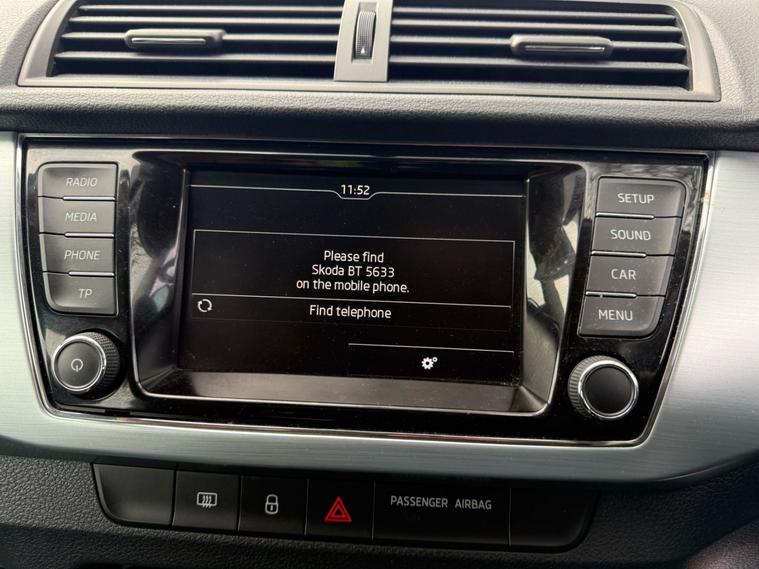 RADIO
MEDIA
PHONE
TP
11:52
Please find
Skoda BT 5633
on the mobile phone.
Find telephone
SETUP
SOUND
CAR
MENU
PASSENGER AIRBAG